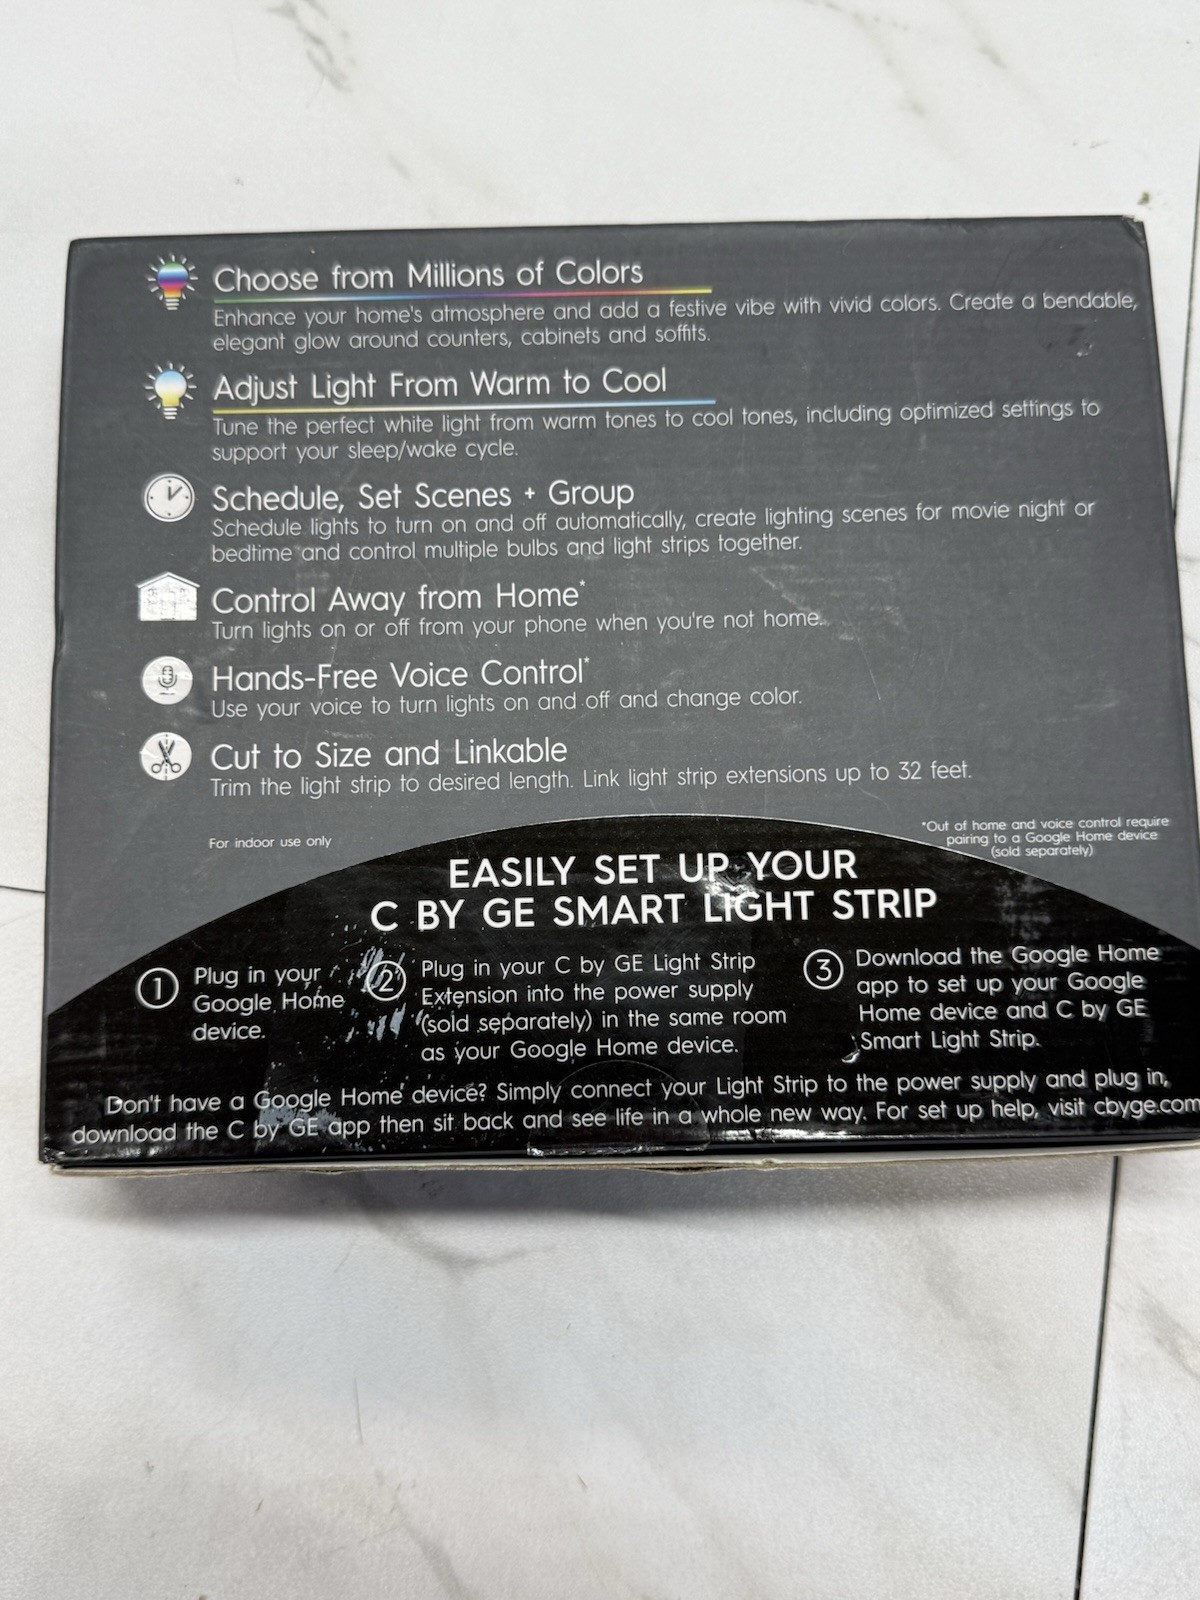 Choose from Millions of Colors
Enhance your home's atmosphere and add a festive vibe with vivid colors. Create a bendable,
elegant glow around counters, cabinets and soffits.
Adjust Light From Warm to Cool
Tune the perfect white light from warm tones to cool tones, including optimized settings to
support your sleep/wake cycle.
Schedule, Set Scenes + Group
Schedule lights to turn on and off automatically, create lighting scenes for movie night or
bedtime and control multiple bulbs and light strips together.
Control Away from Home*
Turn lights on or off from your phone when you're not home.
Hands-Free Voice Control*
Use your voice to turn lights on and off and change color.
Cut to Size and Linkable
Trim the light strip to desired length. Link light strip extensions up to 32 feet.
For indoor use only
*Out of home and voice control require
pairing to a Google Home device
(sold separately)
EASILY SET UP YOUR
C BY GE SMART LIGHT STRIP
1 Plug in your
Google Home
device.
2 Plug in your C by GE Light Strip
Extension into the power supply
(sold separately) in the same room
as your Google Home device.
3 Download the Google Home
app to set up your Google
Home device and C by GE
Smart Light Strip.
Don't have a Google Home device? Simply connect your Light Strip to the power supply and plug in,
download the C by GE app then sit back and see life in a whole new way. For set up help, visit cbyge.com